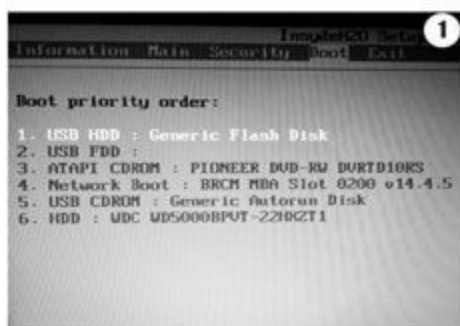 InsydeH2O Setup
1
Information Main Security Boot Exit
Boot priority order:
1. USB HDD : Generic Flash Disk
2. USB FDD :
3. ATAPI CDROM : PIONEER DVD-RW DVRTD10RS
4. Network Boot : BRCM MBA Slot 0200 v14.4.5
5. USB CDROM : Generic Autorun Disk
6. HDD : WDC WD5000BPVT-22HXZT1